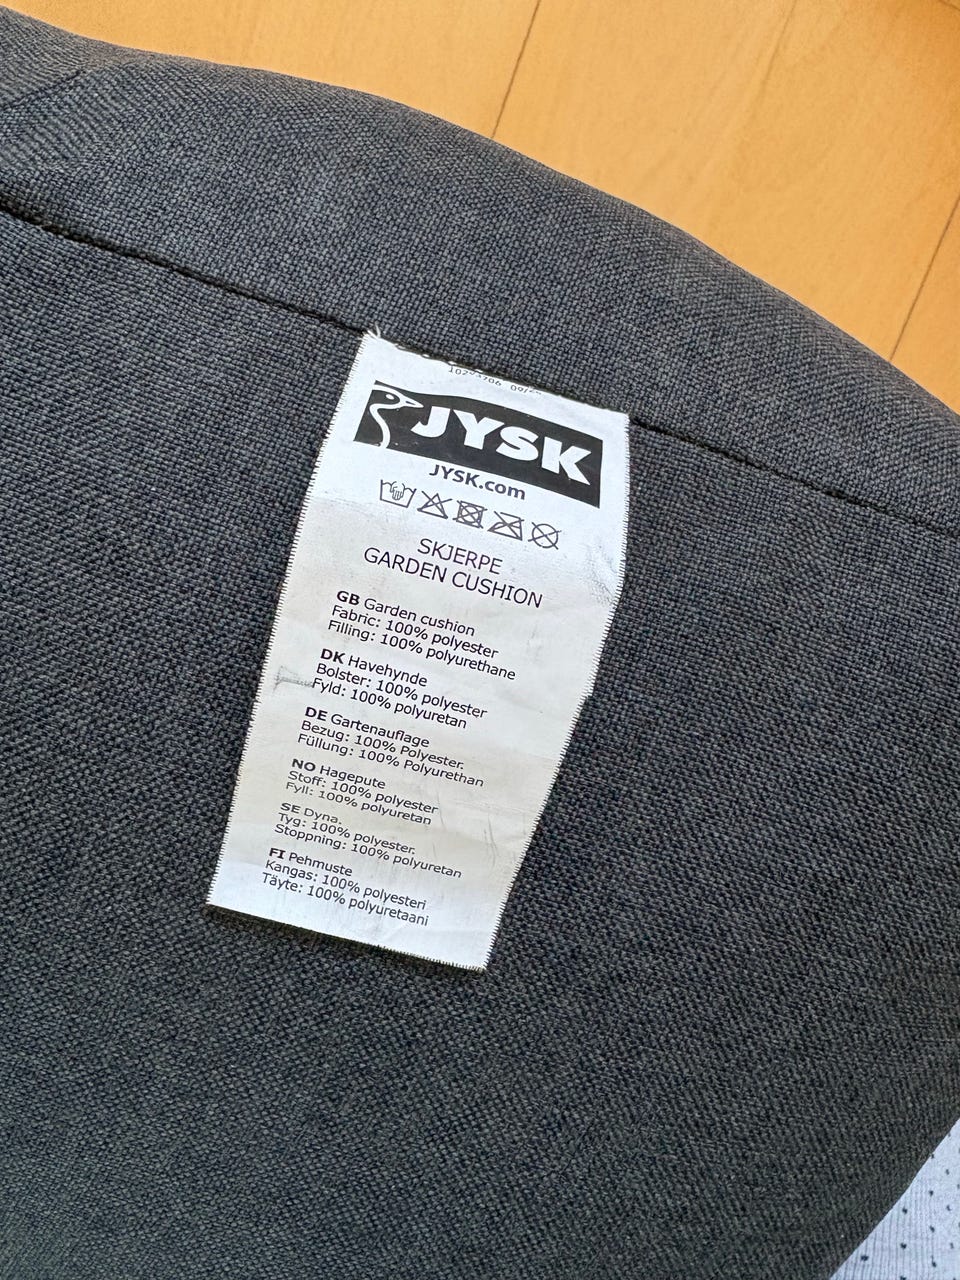 JYSK
JYSK.com
SKJERPE
GARDEN CUSHION
GB Garden cushion
Fabric: 100% polyester
Filling: 100% polyurethane
DK Havehynde
Bolster: 100% polyester
Fyld: 100% polyuretan
DE Gartenauflage
Bezug: 100% Polyester.
Füllung: 100% Polyurethan
NO Hagepute
Stoff: 100% polyester
Fyll: 100% polyuretan
SE Dyna.
Tyg: 100% polyester.
Stoppning: 100% polyuretan
FI Pehmuste
Kangas: 100% polyesteri
Täyte: 100% polyuretaani